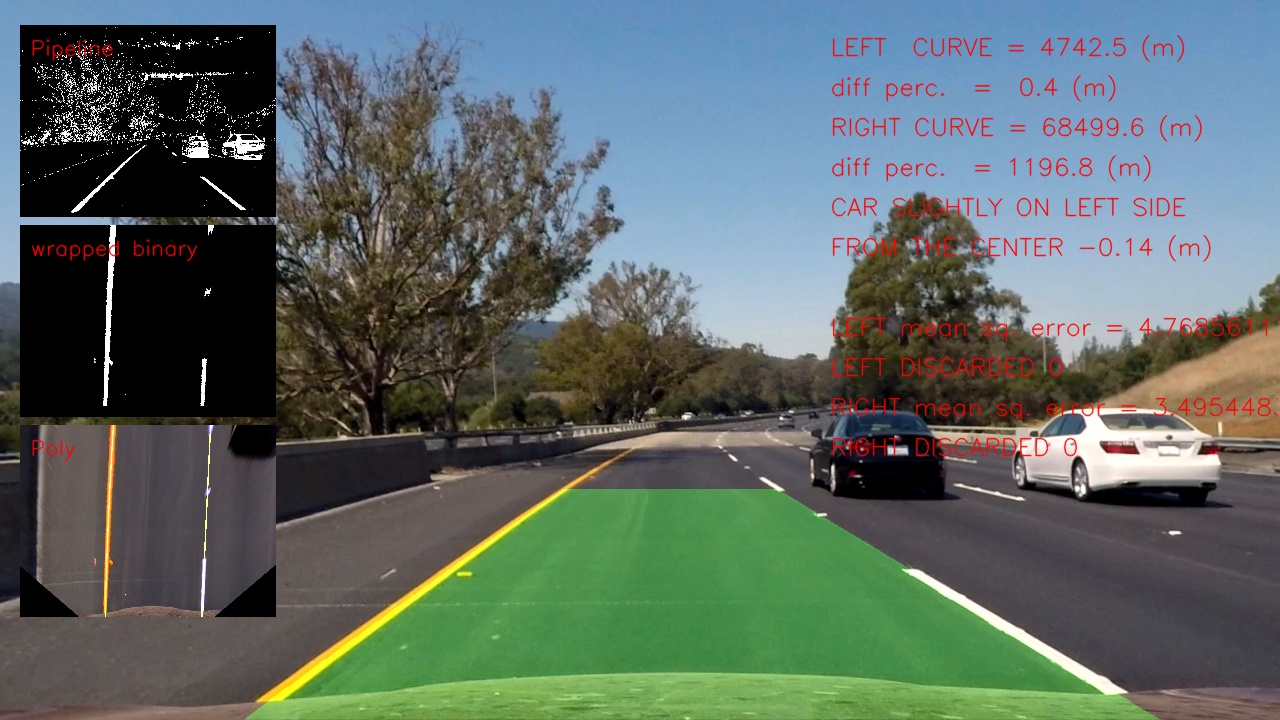 Pipeline
wrapped binary
Poly
LEFT CURVE = 4742.5 (m)
diff perc. = 0.4 (m)
RIGHT CURVE = 68499.6 (m)
diff perc. = 1196.8 (m)
CAR SLIGHTLY ON LEFT SIDE
FROM THE CENTER -0.14 (m)
LEFT mean sq. error = 4.7685611
LEFT DISCARDED 0
RIGHT mean sq. error = 3.495448
RIGHT DISCARDED 0